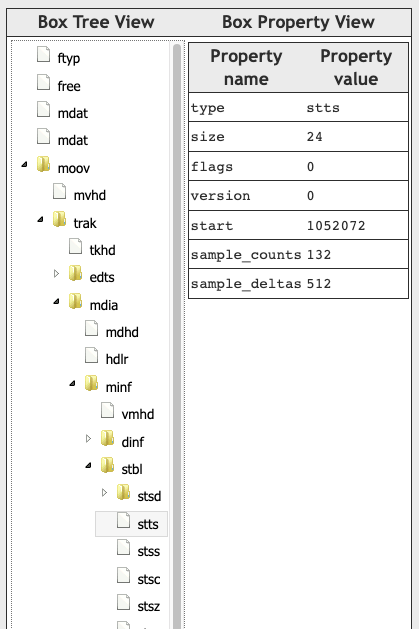 Box Tree View
ftyp
free
mdat
mdat
moov
mvhd
trak
tkhd
edts
mdia
mdhd
hdlr
minf
vmhd
dinf
stbl
stsd
stts
stss
stsc
stsz
Box Property View
Property name Property value
type stts
size 24
flags 0
version 0
start 1052072
sample_counts 132
sample_deltas 512